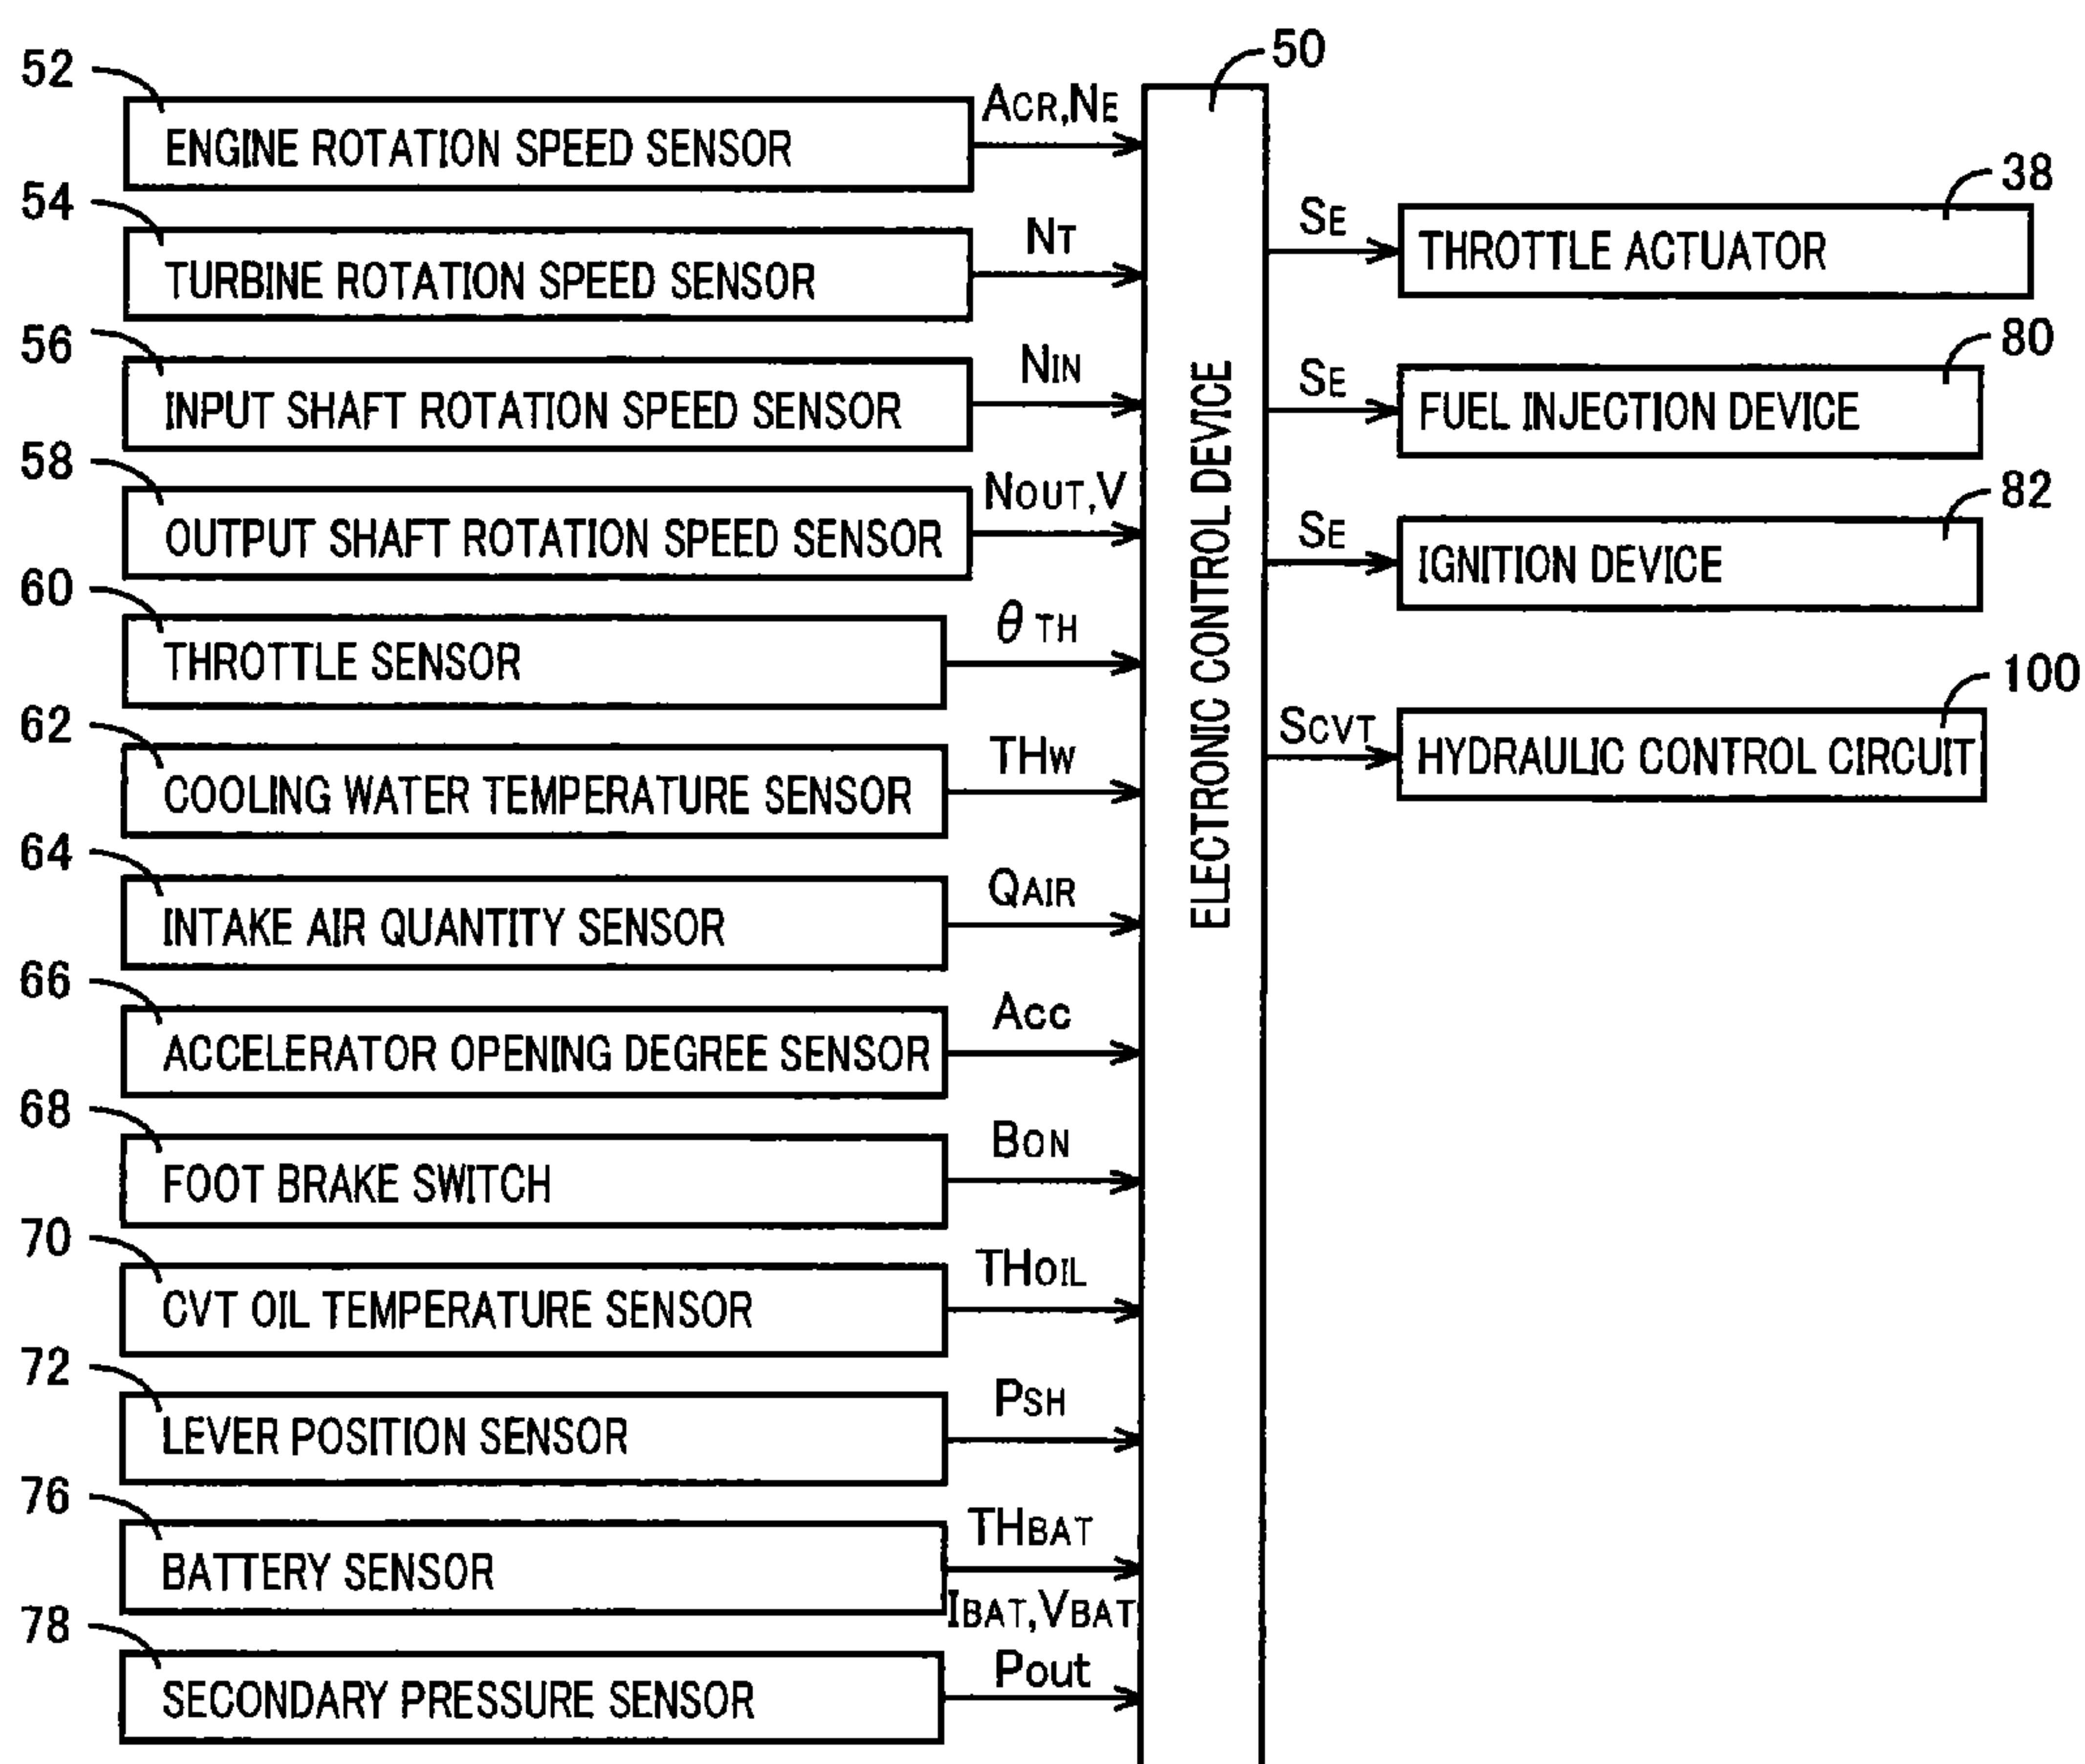 50
52
ENGINE ROTATION SPEED SENSOR
ACR,NE
54
TURBINE ROTATION SPEED SENSOR
NT
56
INPUT SHAFT ROTATION SPEED SENSOR
NIN
58
OUTPUT SHAFT ROTATION SPEED SENSOR
NOUT,V
60
THROTTLE SENSOR
θTH
62
COOLING WATER TEMPERATURE SENSOR
THW
64
INTAKE AIR QUANTITY SENSOR
QAIR
66
ACCELERATOR OPENING DEGREE SENSOR
Acc
68
FOOT BRAKE SWITCH
BON
70
CVT OIL TEMPERATURE SENSOR
THOIL
72
LEVER POSITION SENSOR
PSH
76
BATTERY SENSOR
THBAT
IBAT,VBAT
78
SECONDARY PRESSURE SENSOR
Pout
ELECTRONIC CONTROL DEVICE
38
SE
THROTTLE ACTUATOR
80
SE
FUEL INJECTION DEVICE
82
SE
IGNITION DEVICE
100
SCVT
HYDRAULIC CONTROL CIRCUIT